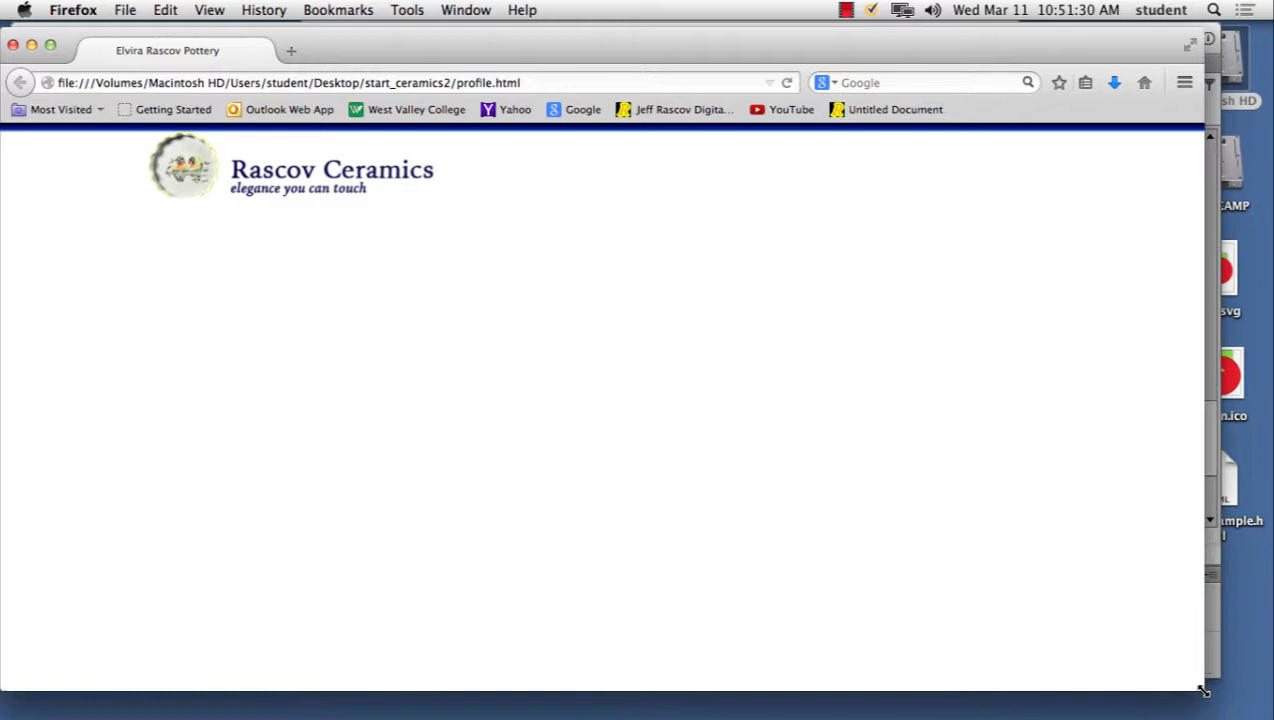 Firefox File Edit View History Bookmarks Tools Window Help Wed Mar 11 10:51:30 AM student
Elvira Rascov Pottery
file:///Volumes/Macintosh HD/Users/student/Desktop/start_ceramics2/profile.html Google
Most Visited Getting Started Outlook Web App West Valley College Yahoo Google Jeff Rascov Digita... YouTube Untitled Document
sh HD
Rascov Ceramics
elegance you can touch
CAMP
svg
n.ico
ML
ample.h
l